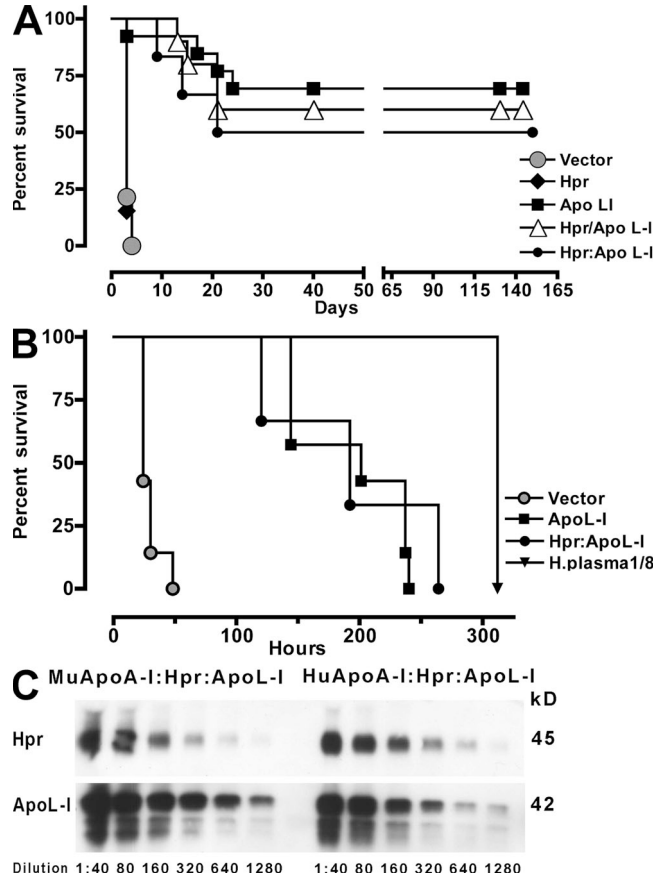 A
Percent survival
100
75
50
25
0
0 10 20 30 40 50 65 90 115 140 165
Days
Vector
Hpr
Apo LI
Hpr/Apo L-I
Hpr:Apo L-I
B
Percent survival
100
75
50
25
0
0 100 200 300
Hours
Vector
ApoL-I
Hpr:ApoL-I
H.plasma1/8
C
MuApoA-I:Hpr:ApoL-I HuApoA-I:Hpr:ApoL-I
kD
Hpr 45
ApoL-I 42
Dilution 1:40 80 160 320 640 1280 1:40 80 160 320 640 1280